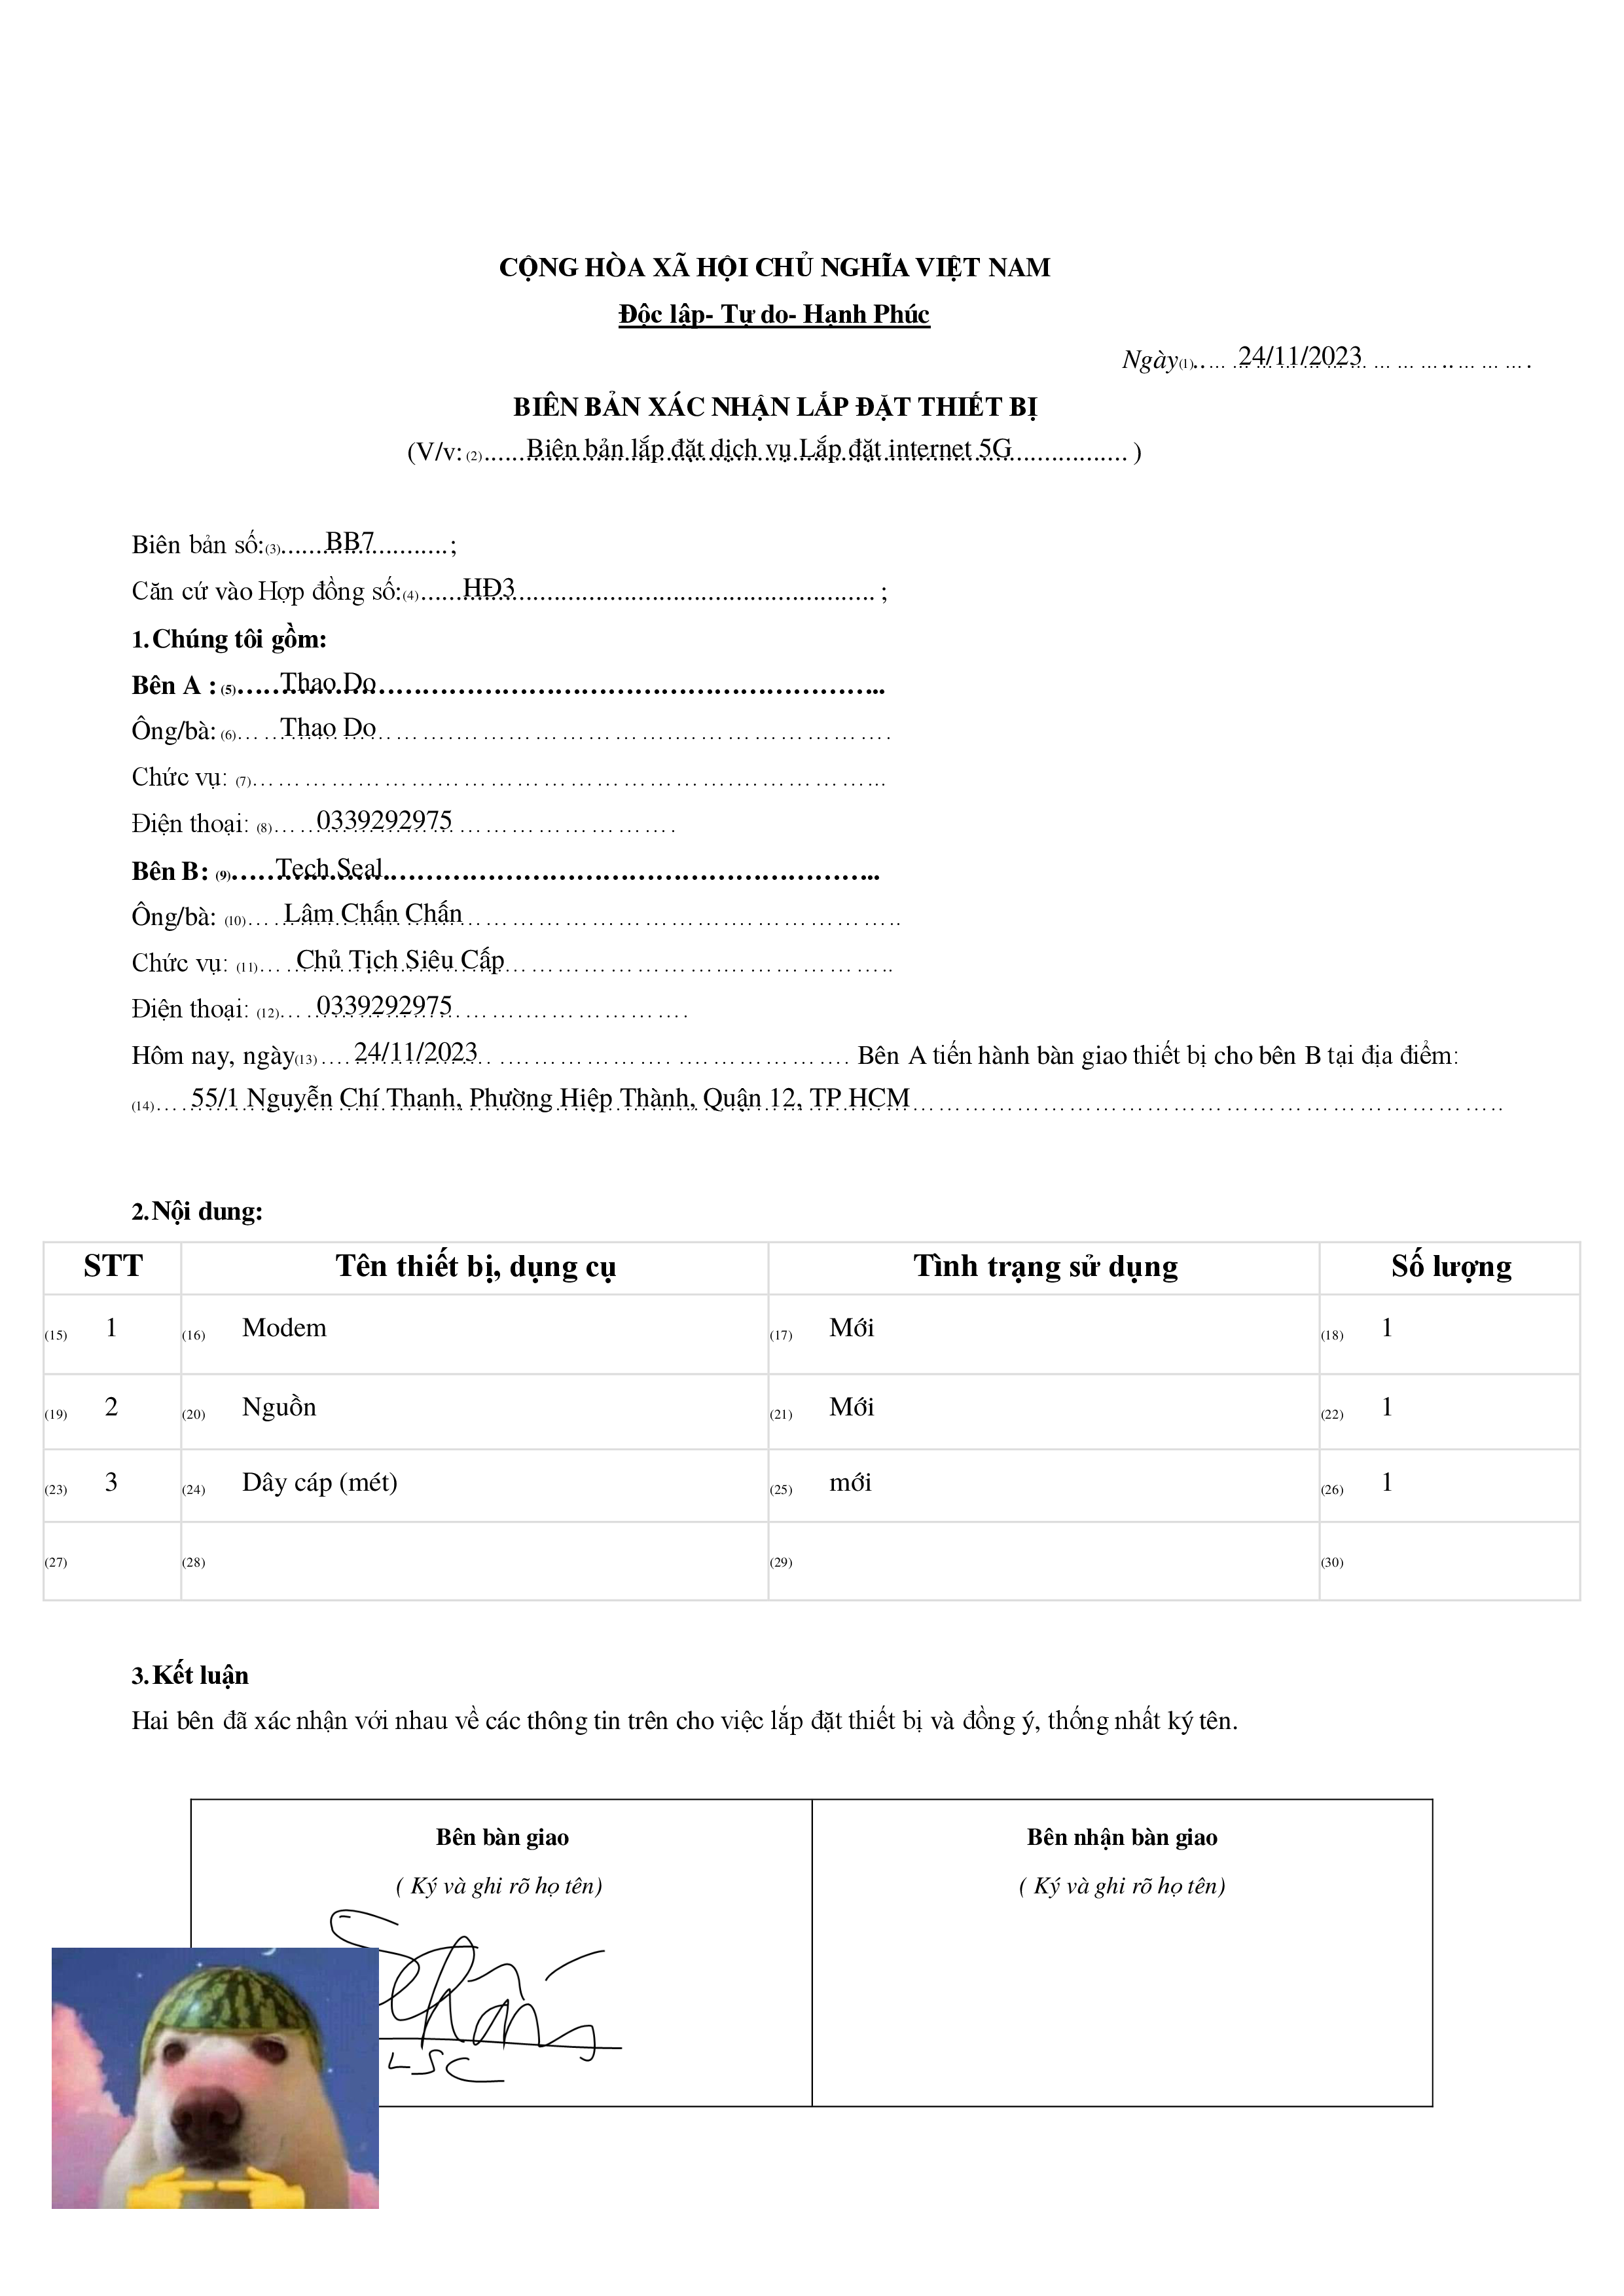 CỘNG HÒA XÃ HỘI CHỦ NGHĨA VIỆT NAM
Độc lập- Tự do- Hạnh Phúc
Ngày(1)..… 24/11/2023 ………….
BIÊN BẢN XÁC NHẬN LẮP ĐẶT THIẾT BỊ
(V/v: (2)...... Biên bản lắp đặt dịch vụ Lắp đặt internet 5G ................ )
Biên bản số:(3)...... BB7 ..........;
Căn cứ vào Hợp đồng số:(4)...... HĐ3 .................................................... ;
1.Chúng tôi gồm:
Bên A : (5)…… Thao Do …………………………………………..
Ông/bà: (6)…… Thao Do ………………………………………….
Chức vụ: (7)……………………………………………………………...
Điện thoại: (8)…… 0339292975 …………………….
Bên B: (9)…… Tech Seal …………………………………………..
Ông/bà: (10)…… Lâm Chấn Chấn …………………………………..
Chức vụ: (11)…… Chủ Tịch Siêu Cấp ………………………………..
Điện thoại: (12)…… 0339292975 …………………….
Hôm nay, ngày(13)…. 24/11/2023 ………………………………. Bên A tiến hành bàn giao thiết bị cho bên B tại địa điểm:
(14)…… 55/1 Nguyễn Chí Thanh, Phường Hiệp Thành, Quận 12, TP HCM …………………………………………..
2.Nội dung:
STT Tên thiết bị, dụng cụ Tình trạng sử dụng Số lượng
(15) 1 (16) Modem (17) Mới (18) 1
(19) 2 (20) Nguồn (21) Mới (22) 1
(23) 3 (24) Dây cáp (mét) (25) mới (26) 1
(27) (28) (29) (30)
3.Kết luận
Hai bên đã xác nhận với nhau về các thông tin trên cho việc lắp đặt thiết bị và đồng ý, thống nhất ký tên.
Bên bàn giao Bên nhận bàn giao
( Ký và ghi rõ họ tên) ( Ký và ghi rõ họ tên)
LSC